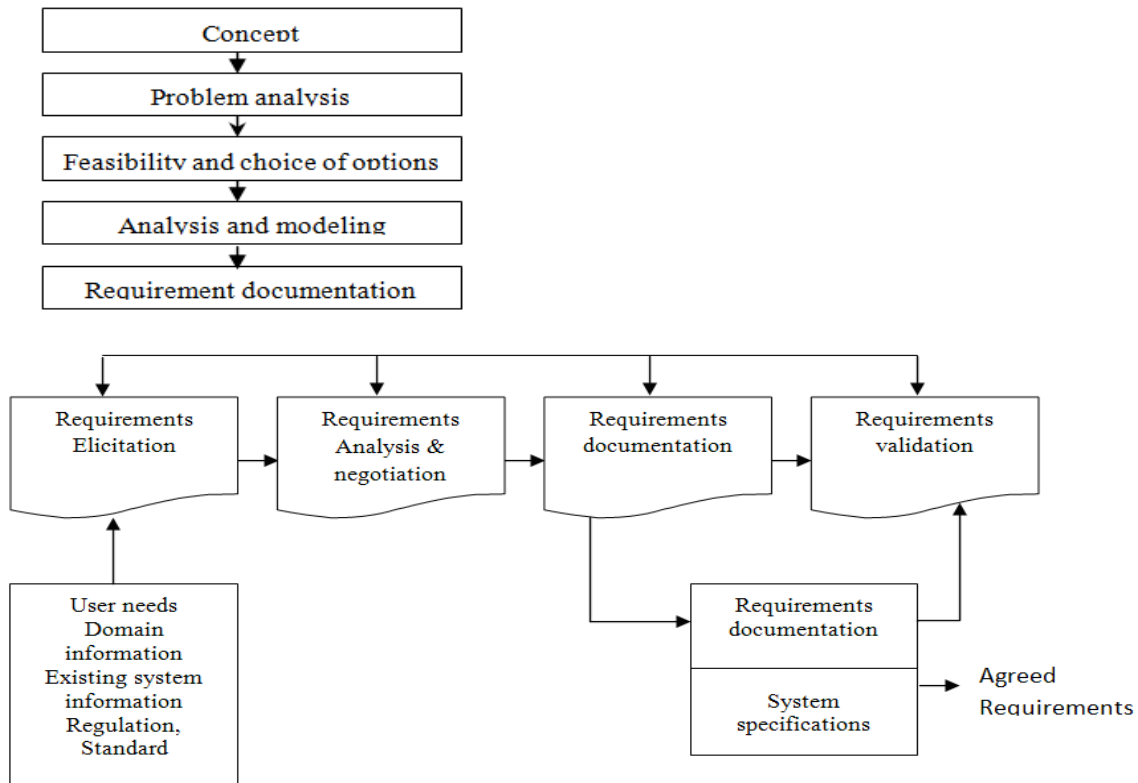 Concept
Problem analysis
Feasibility and choice of options
Analysis and modeling
Requirement documentation
Requirements
Elicitation
Requirements
Analysis &
negotiation
Requirements
documentation
Requirements
validation
User needs
Domain
information
Existing system
information
Regulation,
Standard
Requirements
documentation
System
specifications
Agreed
Requirements